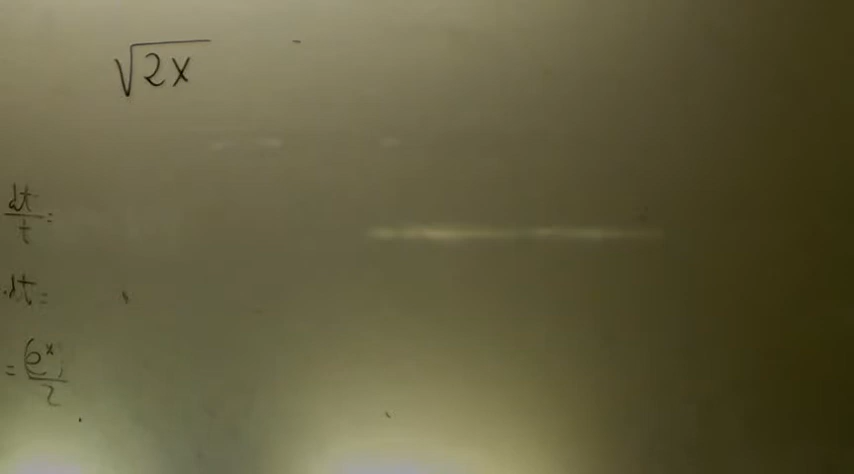 √2x
dt/t =
dt =
= (e^x)/2